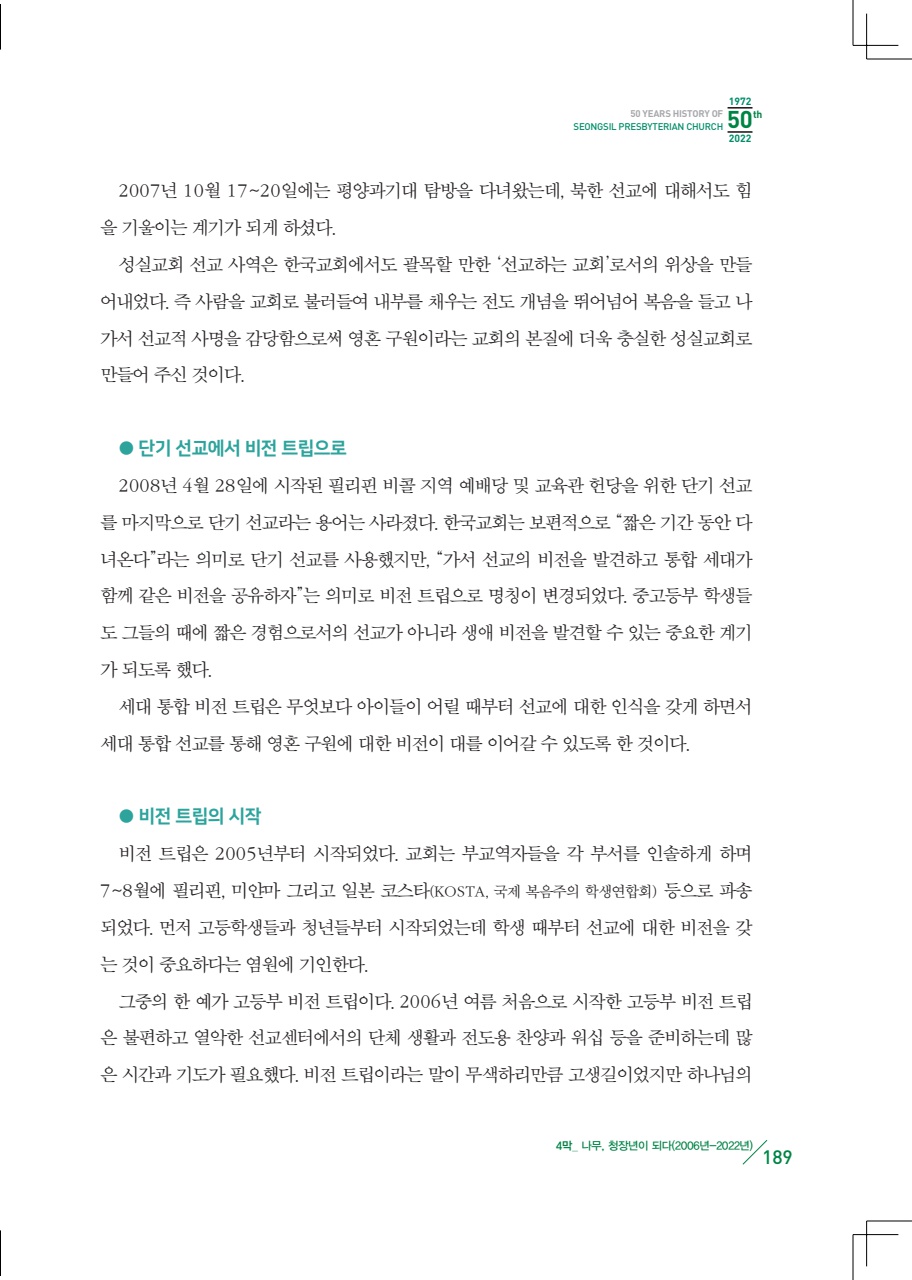 1972
50 YEARS HISTORY OF
SEONGSIL PRESBYTERIAN CHURCH
50th
2022
2007년 10월 17~20일에는 평양과기대 탐방을 다녀왔는데, 북한 선교에 대해서도 힘
을 기울이는 계기가 되게 하셨다.
성실교회 선교 사역은 한국교회에서도 괄목할 만한 ‘선교하는 교회’로서의 위상을 만들
어내었다. 즉 사람을 교회로 불러들여 내부를 채우는 전도 개념을 뛰어넘어 복음을 들고 나
가서 선교적 사명을 감당함으로써 영혼 구원이라는 교회의 본질에 더욱 충실한 성실교회로
만들어 주신 것이다.
● 단기 선교에서 비전 트립으로
2008년 4월 28일에 시작된 필리핀 비콜 지역 예배당 및 교육관 헌당을 위한 단기 선교
를 마지막으로 단기 선교라는 용어는 사라졌다. 한국교회는 보편적으로 “짧은 기간 동안 다
녀온다”라는 의미로 단기 선교를 사용했지만, “가서 선교의 비전을 발견하고 통합 세대가
함께 같은 비전을 공유하자”는 의미로 비전 트립으로 명칭이 변경되었다. 중고등부 학생들
도 그들의 때에 짧은 경험으로서의 선교가 아니라 생애 비전을 발견할 수 있는 중요한 계기
가 되도록 했다.
세대 통합 비전 트립은 무엇보다 아이들이 어릴 때부터 선교에 대한 인식을 갖게 하면서
세대 통합 선교를 통해 영혼 구원에 대한 비전이 대를 이어갈 수 있도록 한 것이다.
● 비전 트립의 시작
비전 트립은 2005년부터 시작되었다. 교회는 부교역자들을 각 부서를 인솔하게 하며
7~8월에 필리핀, 미얀마 그리고 일본 코스타(KOSTA, 국제 복음주의 학생연합회) 등으로 파송
되었다. 먼저 고등학생들과 청년들부터 시작되었는데 학생 때부터 선교에 대한 비전을 갖
는 것이 중요하다는 염원에 기인한다.
그중의 한 예가 고등부 비전 트립이다. 2006년 여름 처음으로 시작한 고등부 비전 트립
은 불편하고 열악한 선교센터에서의 단체 생활과 전도용 찬양과 워십 등을 준비하는데 많
은 시간과 기도가 필요했다. 비전 트립이라는 말이 무색하리만큼 고생길이었지만 하나님의
4막_ 나무, 청장년이 되다(2006년-2022년)
189